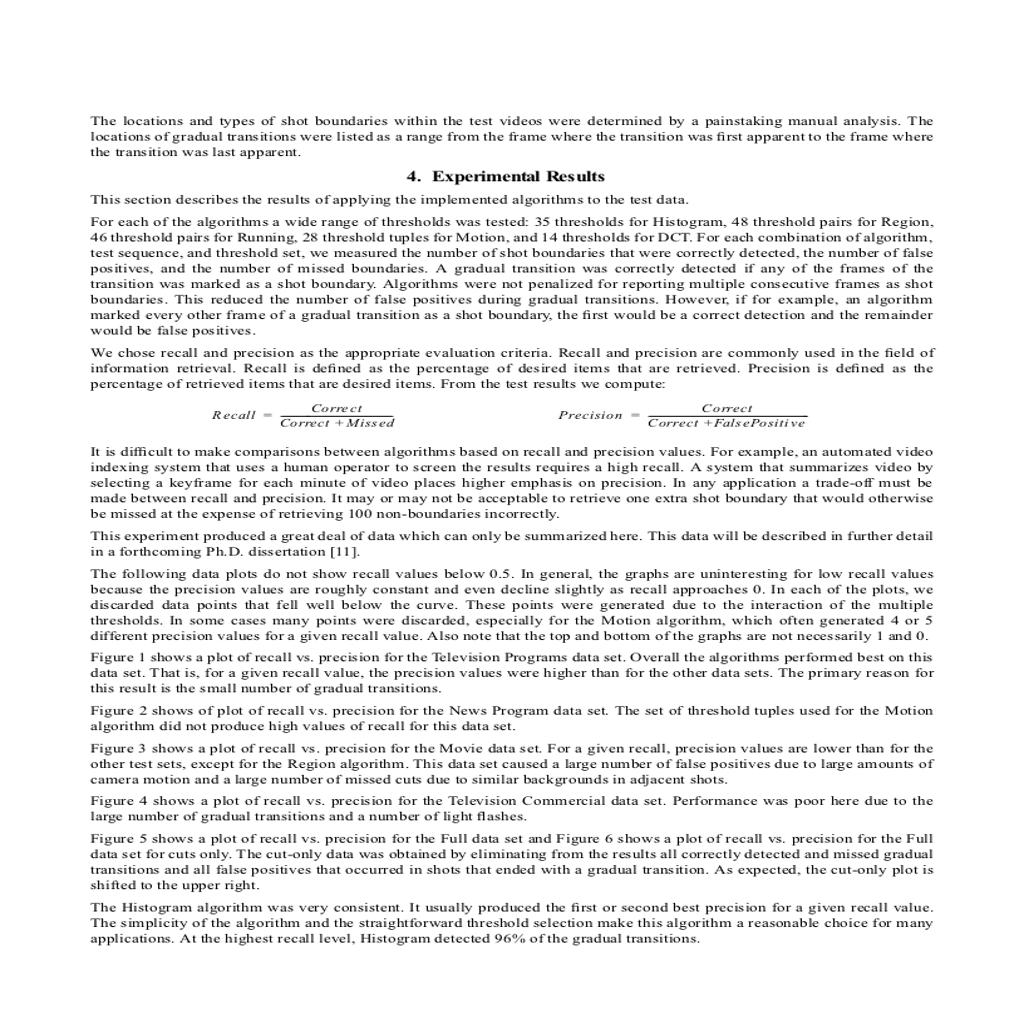 The locations and types of shot boundaries within the test videos were determined by a painstaking manual analysis. The
locations of gradual transitions were listed as a range from the frame where the transition was first apparent to the frame where
the transition was last apparent.
4. Experimental Results
This section describes the results of applying the implemented algorithms to the test data.
For each of the algorithms a wide range of thresholds was tested: 35 thresholds for Histogram, 48 threshold pairs for Region,
46 threshold pairs for Running, 28 threshold tuples for Motion, and 14 thresholds for DCT. For each combination of algorithm,
test sequence, and threshold set, we measured the number of shot boundaries that were correctly detected, the number of false
positives, and the number of missed boundaries. A gradual transition was correctly detected if any of the frames of the
transition was marked as a shot boundary. Algorithms were not penalized for reporting multiple consecutive frames as shot
boundaries. This reduced the number of false positives during gradual transitions. However, if for example, an algorithm
marked every other frame of a gradual transition as a shot boundary, the first would be a correct detection and the remainder
would be false positives.
We chose recall and precision as the appropriate evaluation criteria. Recall and precision are commonly used in the field of
information retrieval. Recall is defined as the percentage of desired items that are retrieved. Precision is defined as the
percentage of retrieved items that are desired items. From the test results we compute:
Recall = Correct / Correct + Missed Precision = Correct / Correct + FalsePositive
It is difficult to make comparisons between algorithms based on recall and precision values. For example, an automated video
indexing system that uses a human operator to screen the results requires a high recall. A system that summarizes video by
selecting a keyframe for each minute of video places higher emphasis on precision. In any application a trade-off must be
made between recall and precision. It may or may not be acceptable to retrieve one extra shot boundary that would otherwise
be missed at the expense of retrieving 100 non-boundaries incorrectly.
This experiment produced a great deal of data which can only be summarized here. This data will be described in further detail
in a forthcoming Ph.D. dissertation [11].
The following data plots do not show recall values below 0.5. In general, the graphs are uninteresting for low recall values
because the precision values are roughly constant and even decline slightly as recall approaches 0. In each of the plots, we
discarded data points that fell well below the curve. These points were generated due to the interaction of the multiple
thresholds. In some cases many points were discarded, especially for the Motion algorithm, which often generated 4 or 5
different precision values for a given recall value. Also note that the top and bottom of the graphs are not necessarily 1 and 0.
Figure 1 shows a plot of recall vs. precision for the Television Programs data set. Overall the algorithms performed best on this
data set. That is, for a given recall value, the precision values were higher than for the other data sets. The primary reason for
this result is the small number of gradual transitions.
Figure 2 shows of plot of recall vs. precision for the News Program data set. The set of threshold tuples used for the Motion
algorithm did not produce high values of recall for this data set.
Figure 3 shows a plot of recall vs. precision for the Movie data set. For a given recall, precision values are lower than for the
other test sets, except for the Region algorithm. This data set caused a large number of false positives due to large amounts of
camera motion and a large number of missed cuts due to similar backgrounds in adjacent shots.
Figure 4 shows a plot of recall vs. precision for the Television Commercial data set. Performance was poor here due to the
large number of gradual transitions and a number of light flashes.
Figure 5 shows a plot of recall vs. precision for the Full data set and Figure 6 shows a plot of recall vs. precision for the Full
data set for cuts only. The cut-only data was obtained by eliminating from the results all correctly detected and missed gradual
transitions and all false positives that occurred in shots that ended with a gradual transition. As expected, the cut-only plot is
shifted to the upper right.
The Histogram algorithm was very consistent. It usually produced the first or second best precision for a given recall value.
The simplicity of the algorithm and the straightforward threshold selection make this algorithm a reasonable choice for many
applications. At the highest recall level, Histogram detected 96% of the gradual transitions.